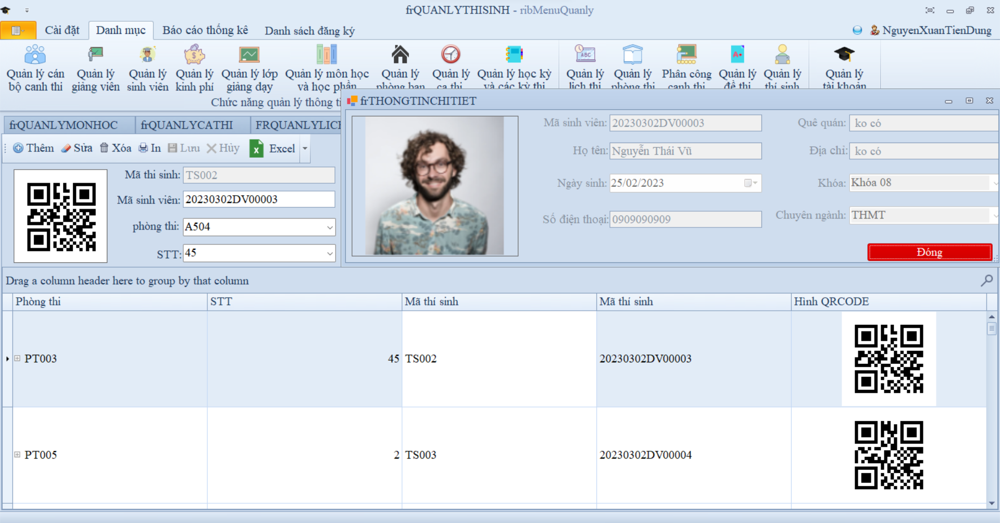 frQUANLYTHISINH - ribMenuQuanly
Cài đặt
Danh mục
Báo cáo thống kê
Danh sách đăng ký
NguyenXuanTienDung
Quản lý cán
bộ canh thi
Quản lý
giảng viên
Quản lý
sinh viên
Quản lý
kinh phí
Quản lý lớp
giảng dạy
Quản lý môn học
và học phần
Quản lý
phòng ban
Quản lý
ca thi
Quản lý học kỳ
và các kỳ thi
Quản lý
lịch thi
Quản lý
phòng thi
Phân công
canh thi
Quản lý
đề thi
Quản lý
thí sinh
Quản lý
tài khoản
ABC
A+
Chức năng quản lý thông ti
frTHONGTINCHITIET
frQUANLYMONHOC
frQUANLYCATHI
FRQUANLYLICH
Thêm
Sửa
Xóa
In
Lưu
Hủy
X
Excel
Mã thi sinh: TS002
Mã sinh viên: 20230302DV00003
phòng thi: A504
STT: 45
Mã sinh viên: 20230302DV00003
Họ tên: Nguyễn Thái Vũ
Ngày sinh: 25/02/2023
Số điện thoại: 0909090909
Quê quán: ko có
Địa chỉ: ko có
Khóa: Khóa 08
Chuyên ngành: THMT
Đóng
Drag a column header here to group by that column
Phòng thi STT Mã thí sinh Mã thí sinh Hình QRCODE
PT003 45 TS002 20230302DV00003
PT005 2 TS003 20230302DV00004